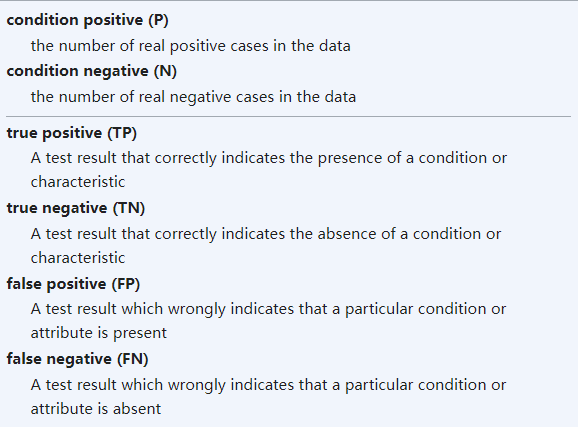 condition positive (P)
the number of real positive cases in the data
condition negative (N)
the number of real negative cases in the data
true positive (TP)
A test result that correctly indicates the presence of a condition or
characteristic
true negative (TN)
A test result that correctly indicates the absence of a condition or
characteristic
false positive (FP)
A test result which wrongly indicates that a particular condition or
attribute is present
false negative (FN)
A test result which wrongly indicates that a particular condition or
attribute is absent